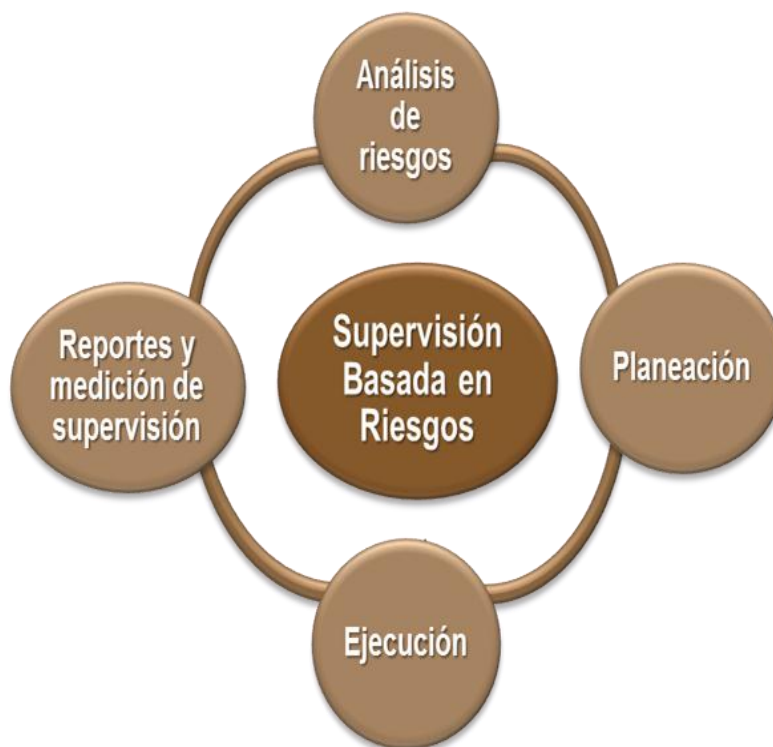 Análisis
de
riesgos
Supervisión
Basada en
Riesgos
Planeación
Reportes y
medición de
supervisión
Ejecución